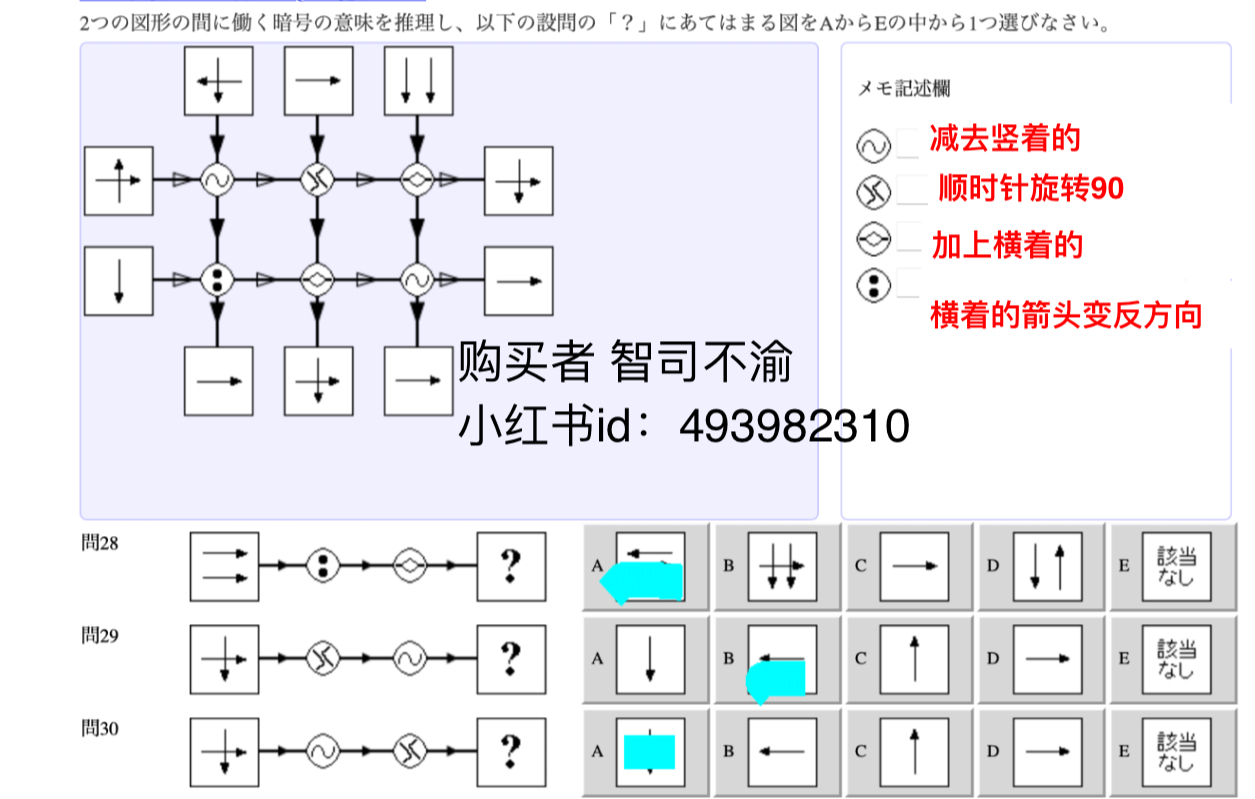 2つの図形の間に働く暗号の意味を推理し、以下の設問の「？」にあてはまる図をAからEの中から1つ選びなさい。
メモ記述欄
减去竖着的
顺时针旋转90
加上横着的
横着的箭头变反方向
购买者 智司不渝
小红书id：493982310
問28
?
A
B
C
D
E
該当
なし
問29
?
A
B
C
D
E
該当
なし
問30
?
A
B
C
D
E
該当
なし